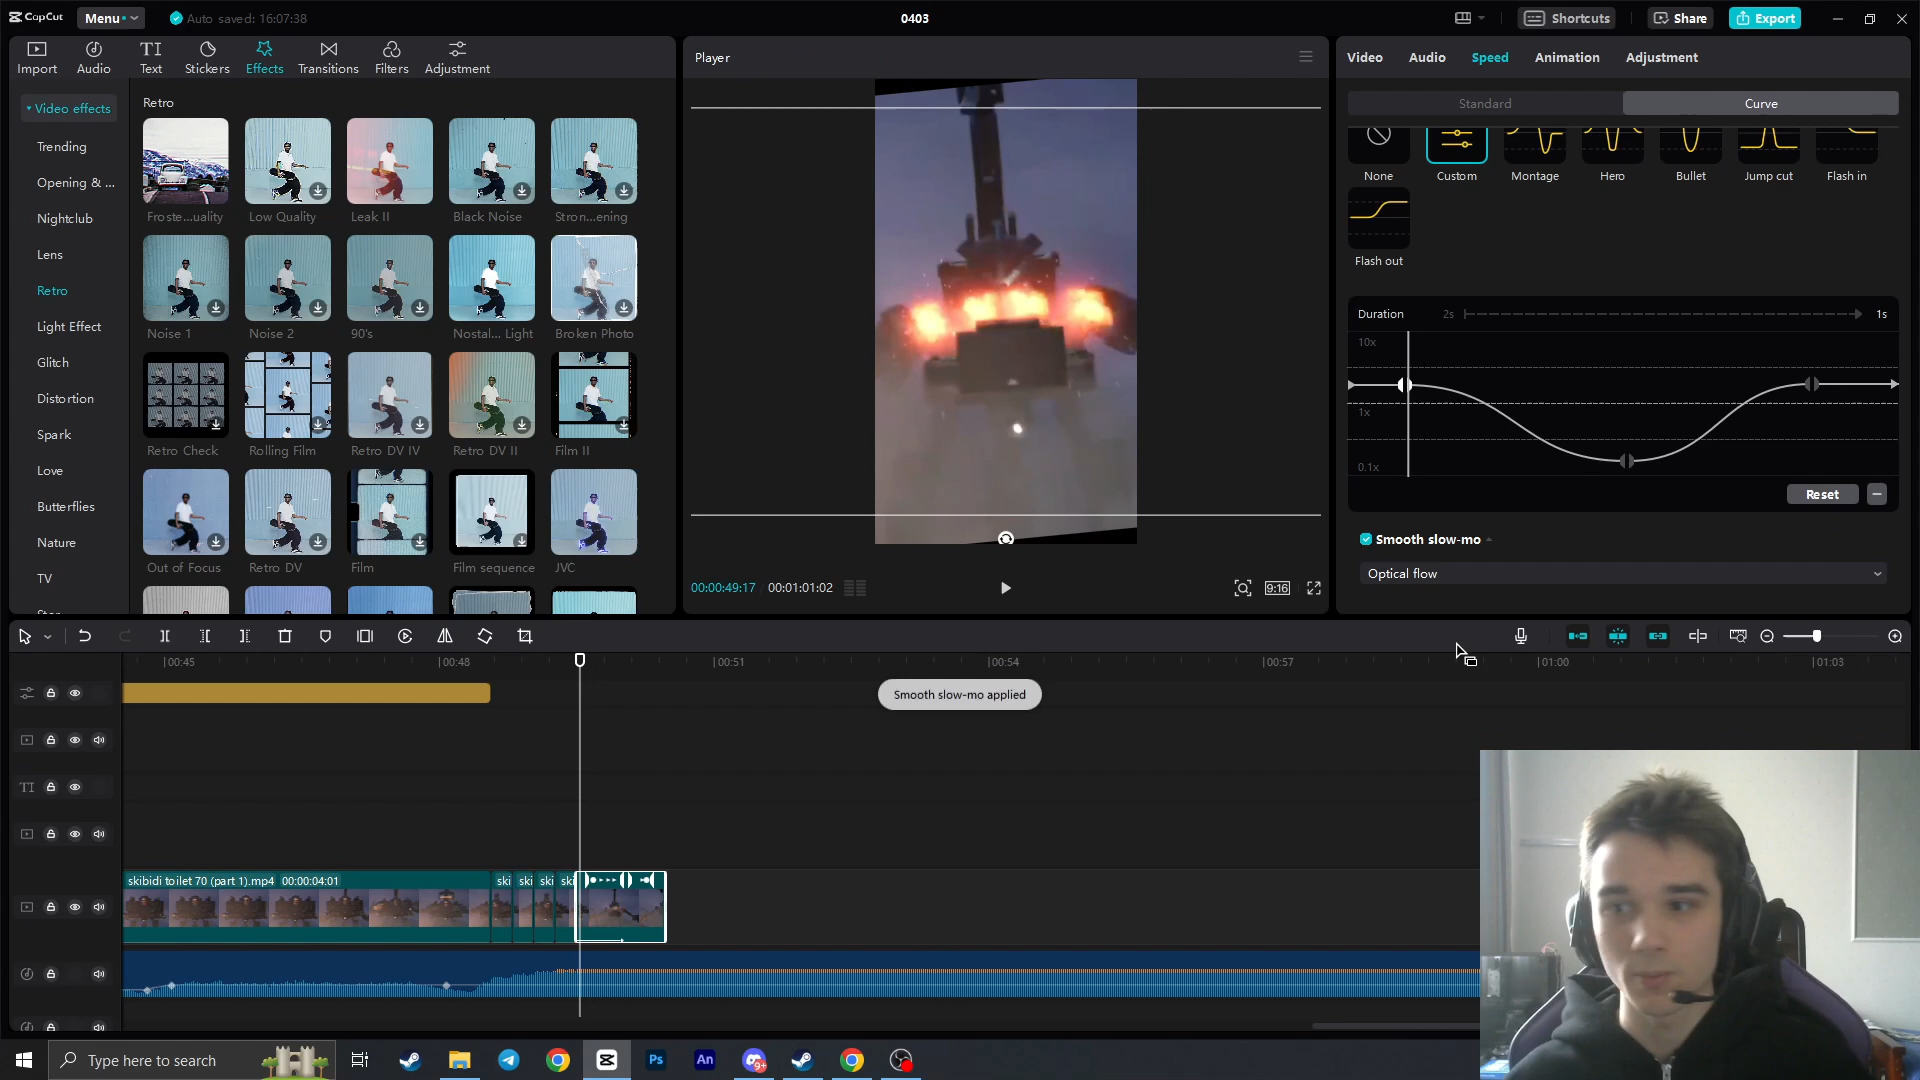 CapCut
Menu
Auto saved: 16:07:38
0403
Shortcuts
Share
Export
Import
Audio
TI
Text
Stickers
Effects
Transitions
Filters
Adjustment
Video effects
Trending
Opening & ...
Nightclub
Lens
Retro
Light Effect
Glitch
Distortion
Spark
Love
Butterflies
Nature
TV
Retro
Froste...uality
Low Quality
Leak II
Black Noise
Stron...ening
Noise 1
Noise 2
90's
Nostal... Light
Broken Photo
Retro Check
Rolling Film
Retro DV IV
Retro DV II
Film II
Out of Focus
Retro DV
Film
Film sequence
JVC
Player
00:00:49:17
00:01:01:02
9:16
Video
Audio
Speed
Animation
Adjustment
Standard
Curve
None
Custom
Montage
Hero
Bullet
Jump cut
Flash in
Flash out
Duration
2s
1s
10x
1x
0.1x
Reset
Smooth slow-mo
Optical flow
00:45
00:48
00:51
00:54
00:57
01:00
01:03
Smooth slow-mo applied
TI
skibidi toilet 70 (part 1).mp4 00:00:04:01
ski
ski
ski
ski
Type here to search
Ps
An
9+